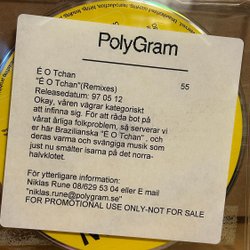 PolyGram
É O Tchan
"É O Tchan"(Remixes) 55
Releasedatum: 97 05 12
Okay, våren vägrar kategoriskt
att infinna sig. För att råda bot på
vårat årliga folkproblem, så serverar vi
er här Brazilianska "É O Tchan" , och
deras varma och svängiga musik som
just nu smälter isarna på det norra-
halvklotet.
För ytterligare information:
Niklas Rune 08/629 53 04 eller E mail
"niklas.rune@polygram.se"
FOR PROMOTIONAL USE ONLY-NOT FOR SALE